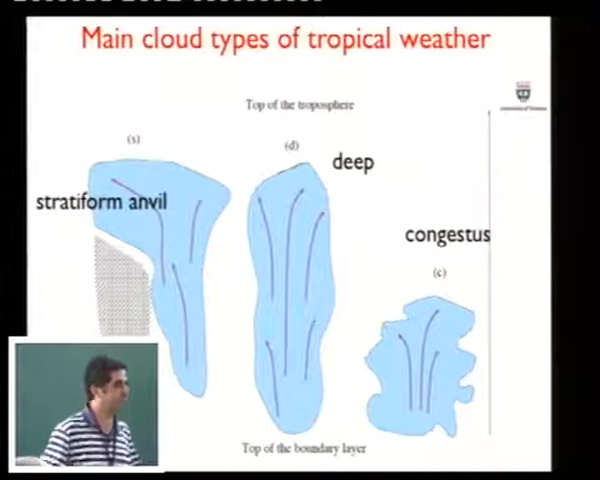 Main cloud types of tropical weather
Top of the troposphere
(s)
(d)
deep
stratiform anvil
congestus
(c)
Top of the boundary layer